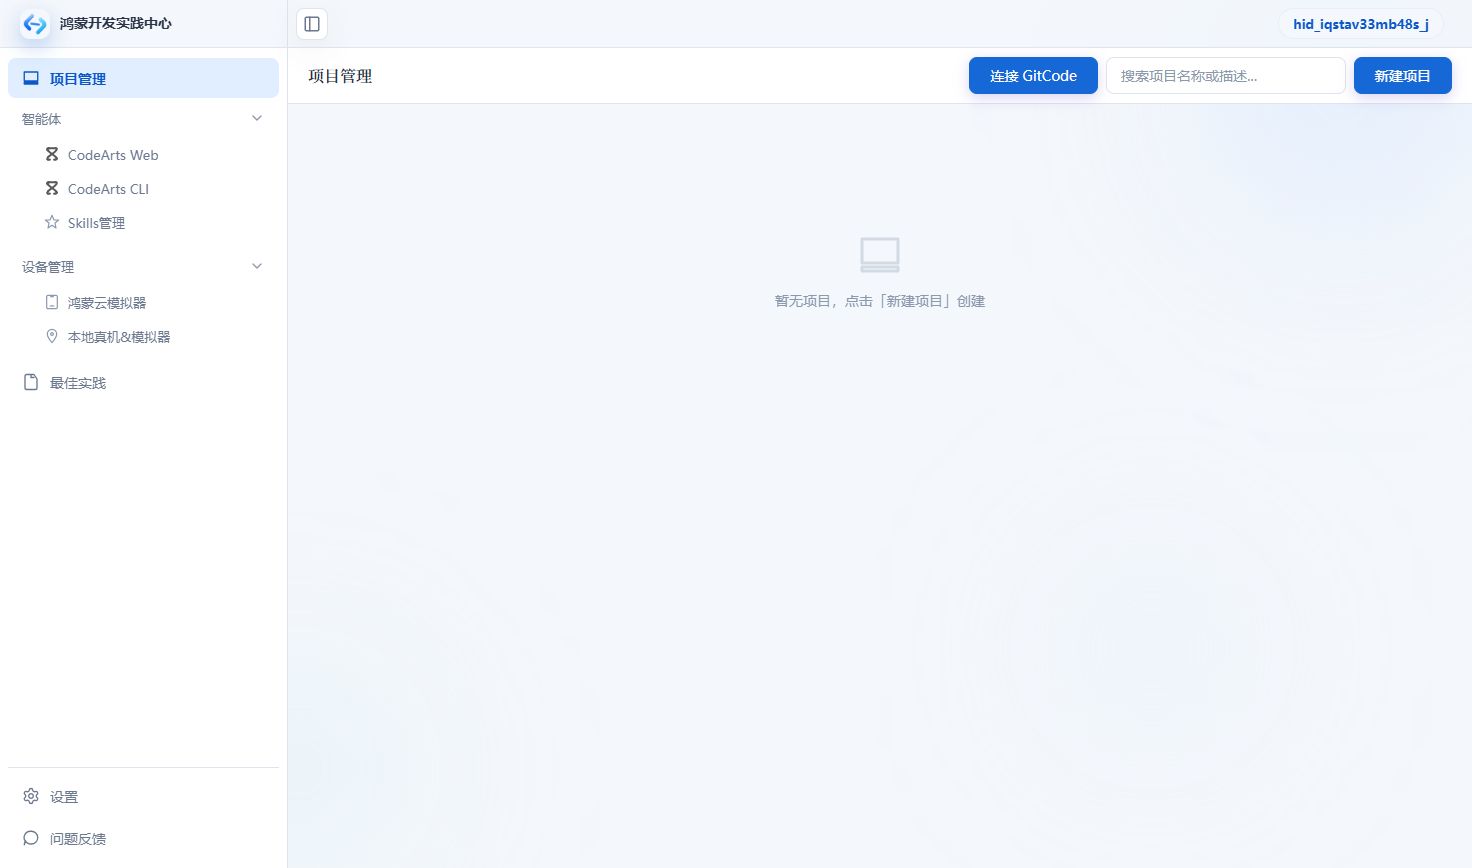 鸿蒙开发实践中心
hid_iqstav33mb48s_j
项目管理
智能体
CodeArts Web
CodeArts CLI
Skills管理
设备管理
鸿蒙云模拟器
本地真机&模拟器
最佳实践
设置
问题反馈
项目管理
连接 GitCode
搜索项目名称或描述...
新建项目
暂无项目，点击「新建项目」创建